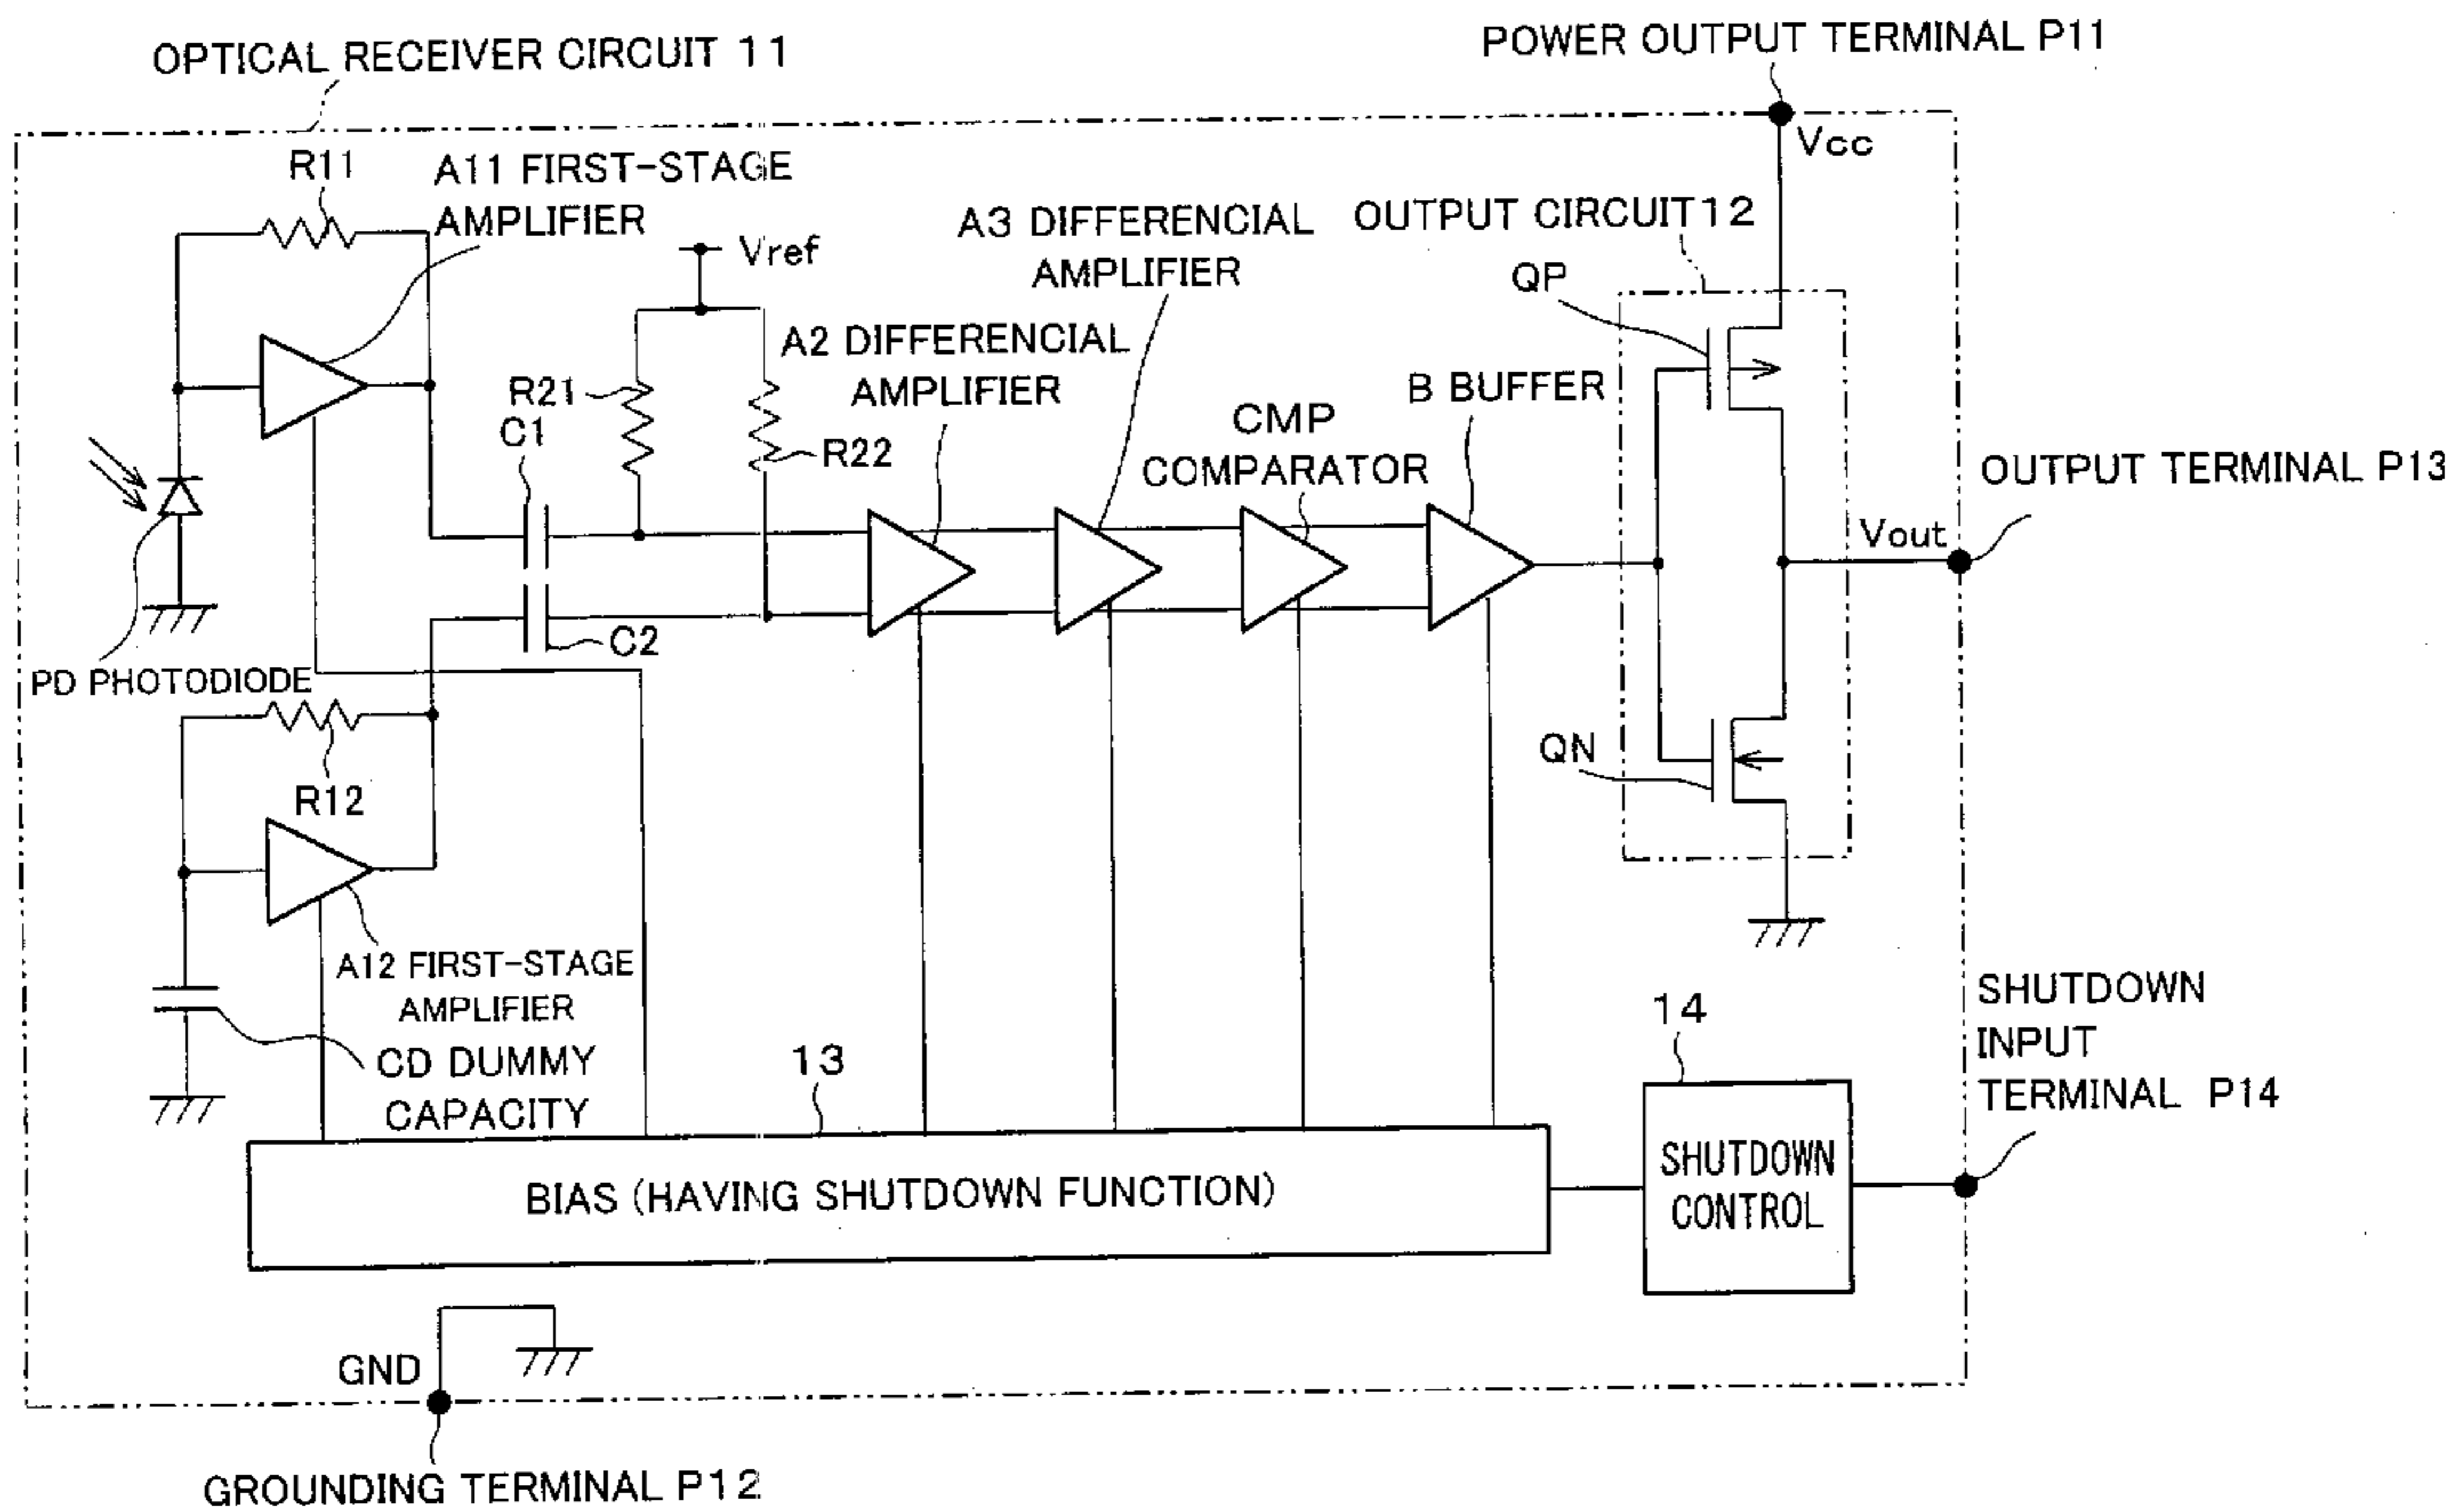 OPTICAL RECEIVER CIRCUIT 11
POWER OUTPUT TERMINAL P11
Vcc
R11
A11 FIRST-STAGE
AMPLIFIER
Vref
A3 DIFFERENCIAL
AMPLIFIER
OUTPUT CIRCUIT12
QP
A2 DIFFERENCIAL
AMPLIFIER
R21
C1
R22
CMP
COMPARATOR
B BUFFER
OUTPUT TERMINAL P13
Vout
C2
PD PHOTODIODE
R12
QN
A12 FIRST-STAGE
AMPLIFIER
CD DUMMY
CAPACITY
13
14
SHUTDOWN
INPUT
TERMINAL P14
BIAS (HAVING SHUTDOWN FUNCTION)
SHUTDOWN
CONTROL
GND
GROUNDING TERMINAL P12